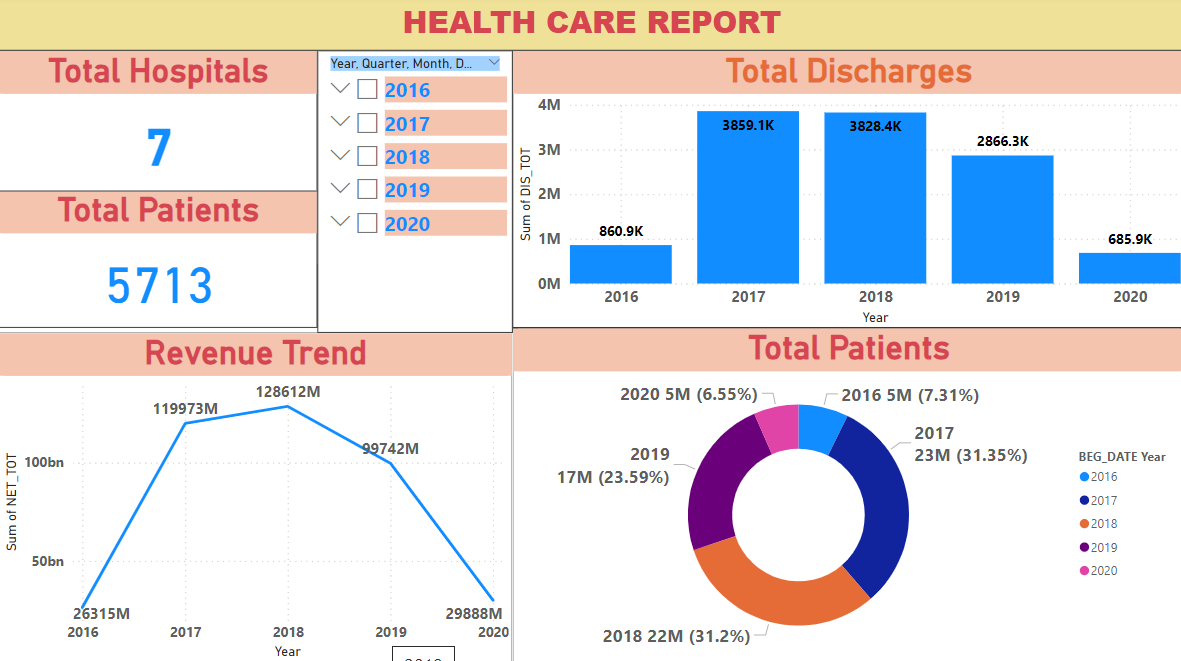 HEALTH CARE REPORT
Total Hospitals
7
Total Patients
5713
Year, Quarter, Month, D...
2016
2017
2018
2019
2020
Total Discharges
Sum of DIS_TOT
4M
3M
2M
1M
0M
860.9K
3859.1K
3828.4K
2866.3K
685.9K
2016
2017
2018
2019
2020
Year
Revenue Trend
Sum of NET_TOT
100bn
50bn
26315M
119973M
128612M
99742M
29888M
2016
2017
2018
2019
2020
Year
Total Patients
2020 5M (6.55%)
2016 5M (7.31%)
2017
23M (31.35%)
2019
17M (23.59%)
2018 22M (31.2%)
BEG_DATE Year
2016
2017
2018
2019
2020